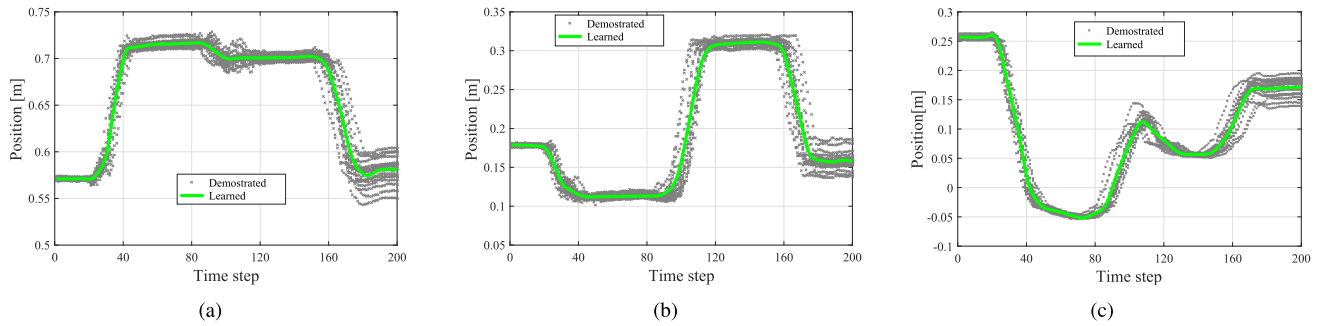 0.75
0.7
0.65
0.6
0.55
0.5
Position [m]
0 40 80 120 160 200
Time step
Demostrated
Learned
(a)
0.35
0.3
0.25
0.2
0.15
0.1
0.05
Position [m]
0 40 80 120 160 200
Time step
Demostrated
Learned
(b)
0.3
0.25
0.2
0.15
0.1
0.05
0
-0.05
-0.1
Position[m]
0 40 80 120 160 200
Time step
Demostrated
Learned
(c)